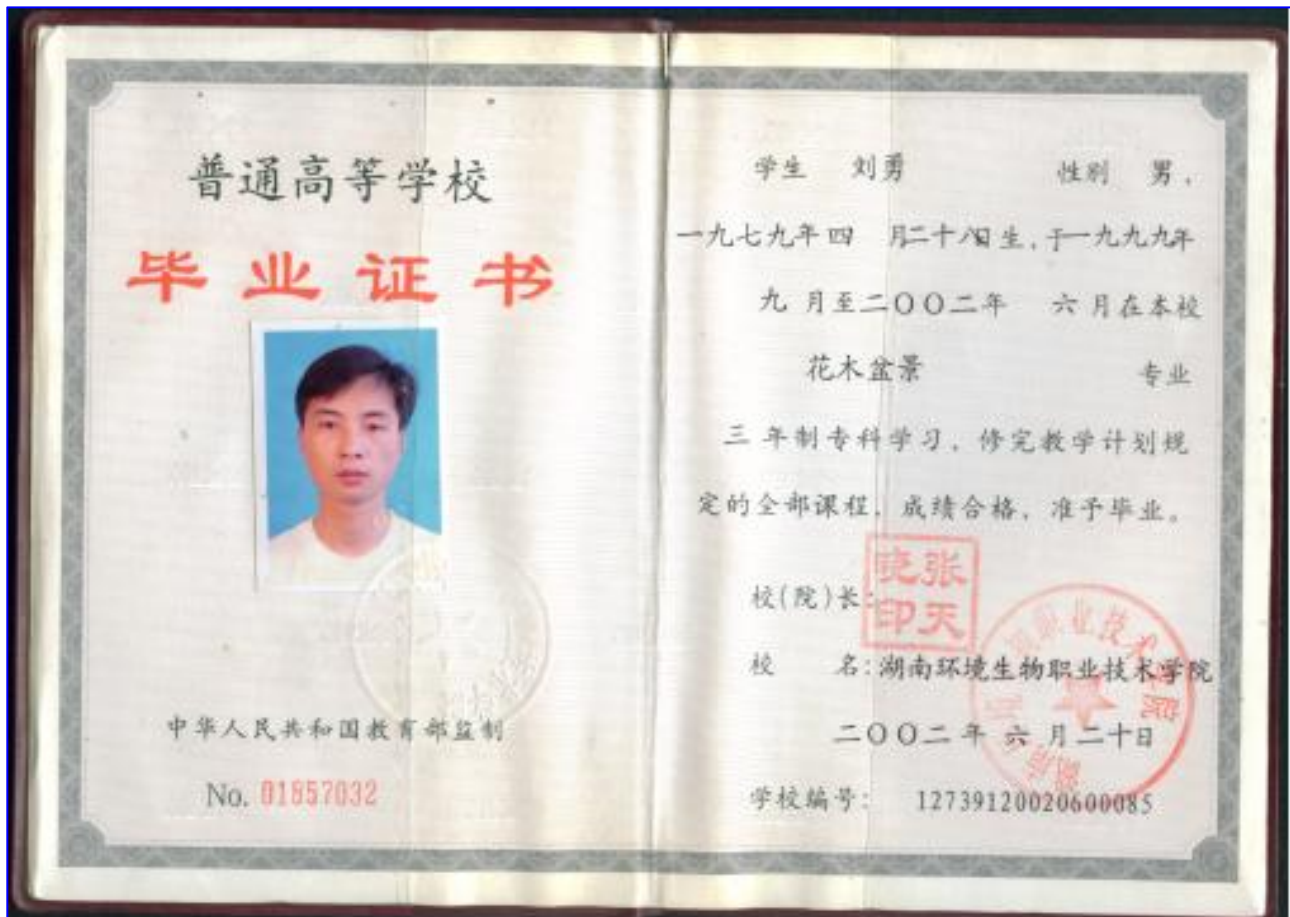 普通高等学校
毕业证书
中华人民共和国教育部监制
No. 01857032
学生 刘勇 性别 男，
一九七九年四 月二十八日生，于一九九九年
九 月至二〇〇二年 六 月在本校
花木盆景 专业
三 年制专科学习，修完教学计划规
定的全部课程，成绩合格，准予毕业。
校(院)长:
张天
印
校 名:湖南环境生物职业技术学院
二〇〇二年 六 月二十日
学校编号: 12739120020600085